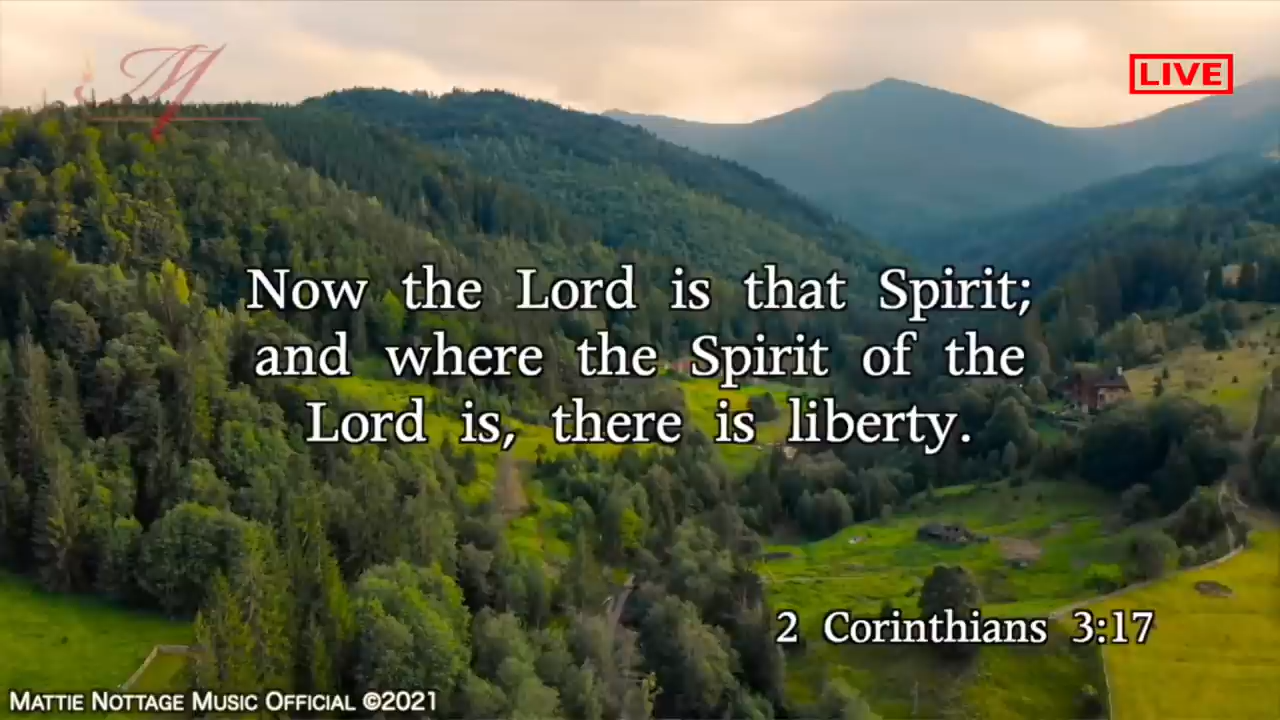 M
LIVE
Now the Lord is that Spirit;
and where the Spirit of the
Lord is, there is liberty.
2 Corinthians 3:17
MATTIE NOTTAGE MUSIC OFFICIAL ©2021